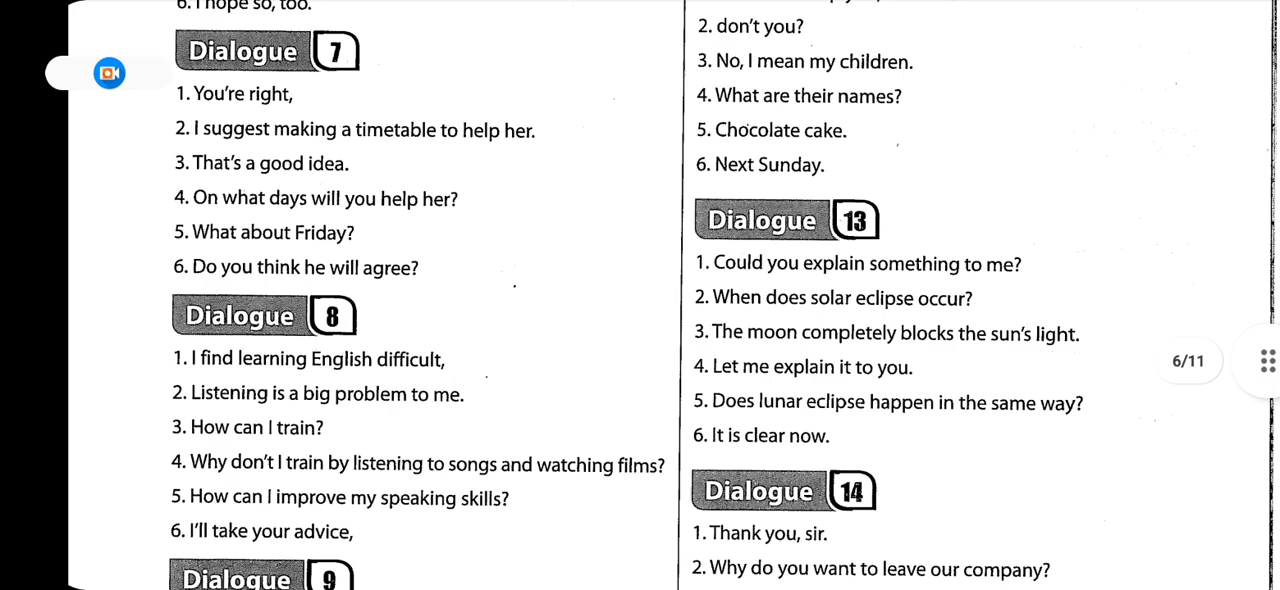 6. I hope so, too.
Dialogue 7
1. You're right,
2. I suggest making a timetable to help her.
3. That's a good idea.
4. On what days will you help her?
5. What about Friday?
6. Do you think he will agree?
Dialogue 8
1. I find learning English difficult,
2. Listening is a big problem to me.
3. How can I train?
4. Why don't I train by listening to songs and watching films?
5. How can I improve my speaking skills?
6. I'll take your advice,
Dialogue 9
2. don't you?
3. No, I mean my children.
4. What are their names?
5. Chocolate cake.
6. Next Sunday.
Dialogue 13
1. Could you explain something to me?
2. When does solar eclipse occur?
3. The moon completely blocks the sun's light.
4. Let me explain it to you.
5. Does lunar eclipse happen in the same way?
6. It is clear now.
Dialogue 14
1. Thank you, sir.
2. Why do you want to leave our company?
6/11